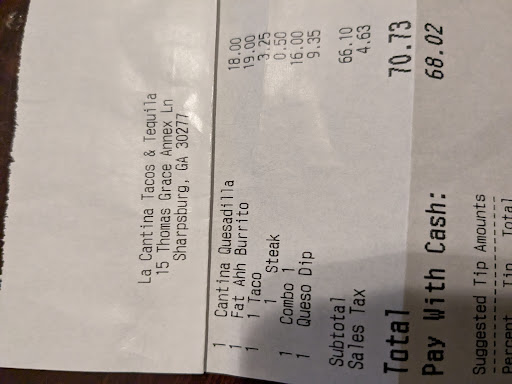 La Cantina Tacos & Tequila
15 Thomas Grace Annex Ln
Sharpsburg, GA 30277
1 Cantina Quesadilla 18.00
1 Fat Ahh Burrito 19.00
1 1 Taco 3.25
1 Steak 0.50
1 Combo 1 16.00
1 Queso Dip 9.35
Subtotal 66.10
Sales Tax 4.63
Total 70.73
Pay With Cash: 68.02
Suggested Tip Amounts
Percent Tip Total